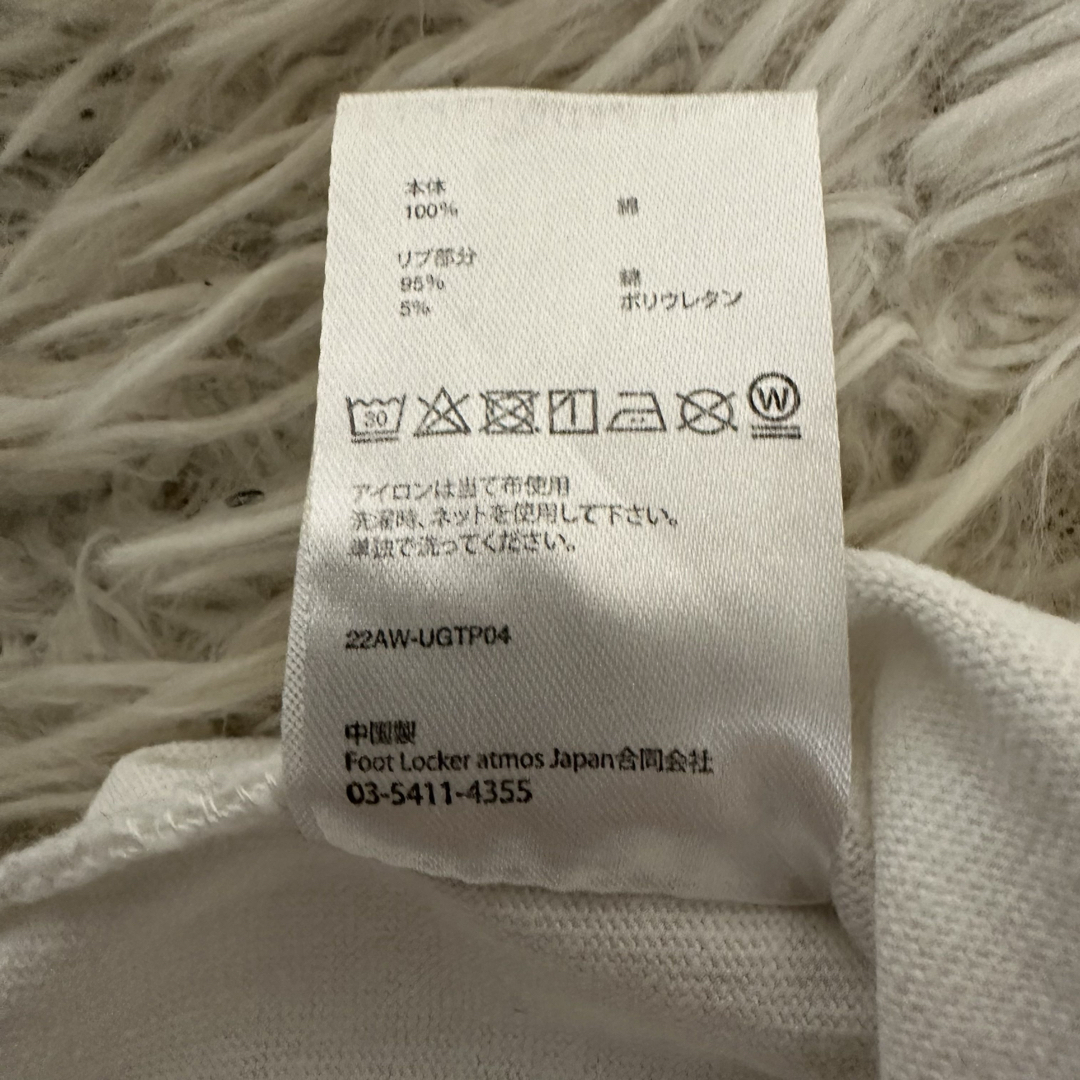 本体
100% 綿
リブ部分
95% 綿
5% ポリウレタン
30
W
アイロンは当て布使用
洗濯時、ネットを使用して下さい。
単独で洗ってください。
22AW-UGTP04
中国製
Foot Locker atmos Japan合同会社
03-5411-4355